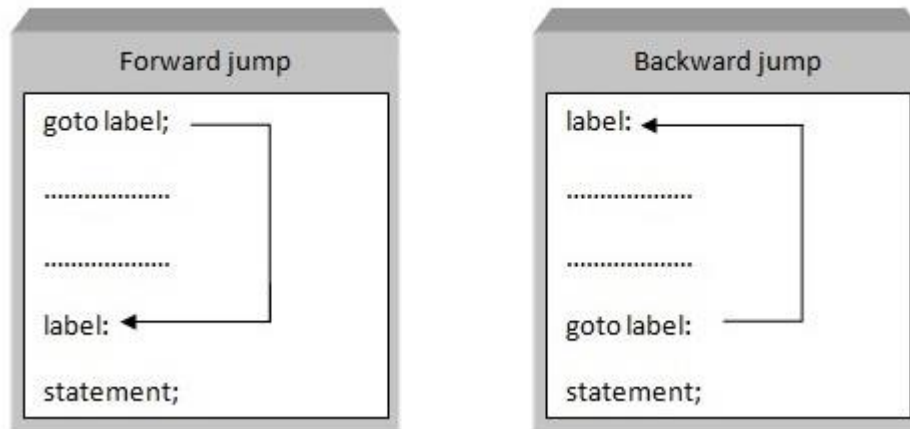 Forward jump
goto label;
...................
...................
label:
statement;
Backward jump
label:
...................
...................
goto label:
statement;